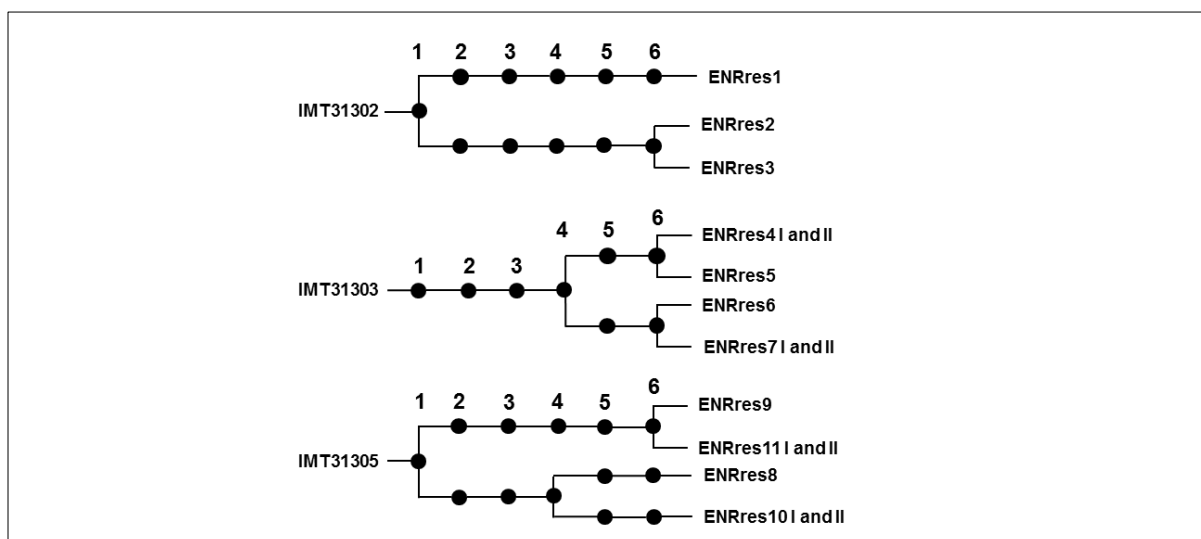 1 2 3 4 5 6
ENRres1
IMT31302
ENRres2
ENRres3
4 5 6
ENRres4 I and II
1 2 3
ENRres5
IMT31303
ENRres6
ENRres7 I and II
1 2 3 4 5 6
ENRres9
ENRres11 I and II
IMT31305
ENRres8
ENRres10 I and II